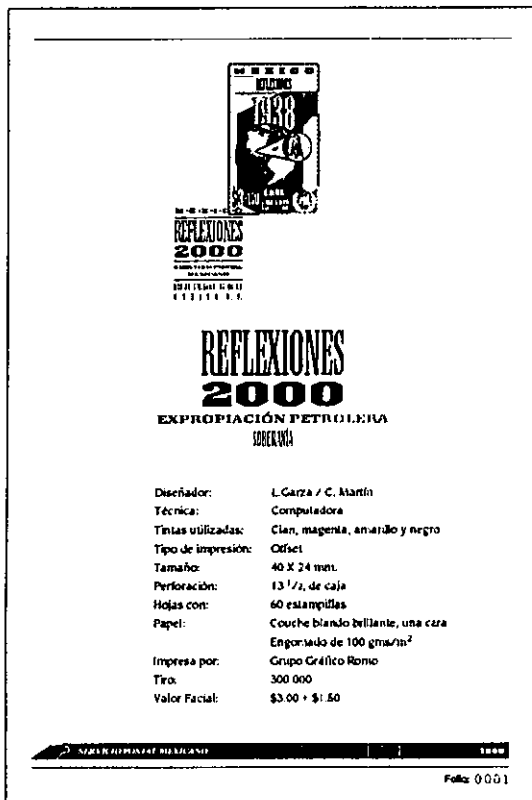 MEXICO
REFLEXIONES
1938
REFLEXIONES
2000
REFLEXIONES
2000
EXPROPIACIÓN PETROLERA
SOBERANÍA
Diseñador: L.Garza / C. Martín
Técnica: Computadora
Tintas utilizadas: Cian, magenta, amarillo y negro
Tipo de impresión: Offset
Tamaño: 40 X 24 mm.
Perforación: 13 1/2, de caja
Hojas con: 60 estampillas
Papel: Couche blando brillante, una cara
Engomado de 100 gms/m²
Impresa por: Grupo Gráfico Romo
Tiro: 300 000
Valor Facial: $3.00 + $1.50
SERVICIO POSTAL MEXICANO
Folio: 0001